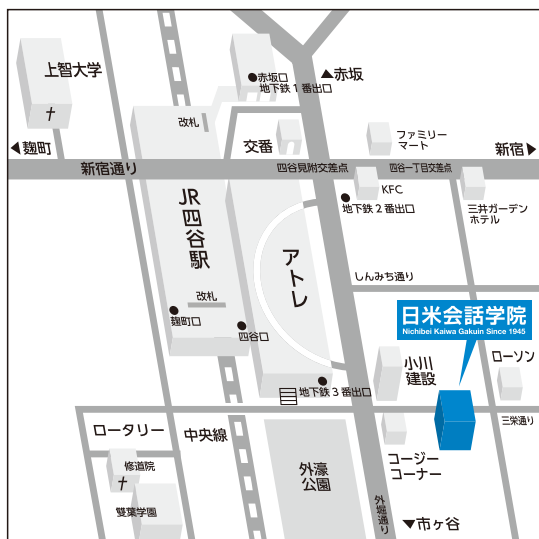 上智大学
赤坂口
地下鉄1番出口
▲赤坂
改札
交番
ファミリー
マート
◀麹町
新宿▶
新宿通り
四谷見附交差点
四谷一丁目交差点
KFC
地下鉄2番出口
三井ガーデン
ホテル
JR四谷駅
アトレ
しんみち通り
改札
麹町口
四谷口
日米会話学院
Nichibei Kaiwa Gakuin Since 1945
小川
建設
ローソン
地下鉄3番出口
三栄通り
ロータリー
中央線
コージー
コーナー
修道院
外濠
公園
雙葉学園
外堀通り
▼市ヶ谷